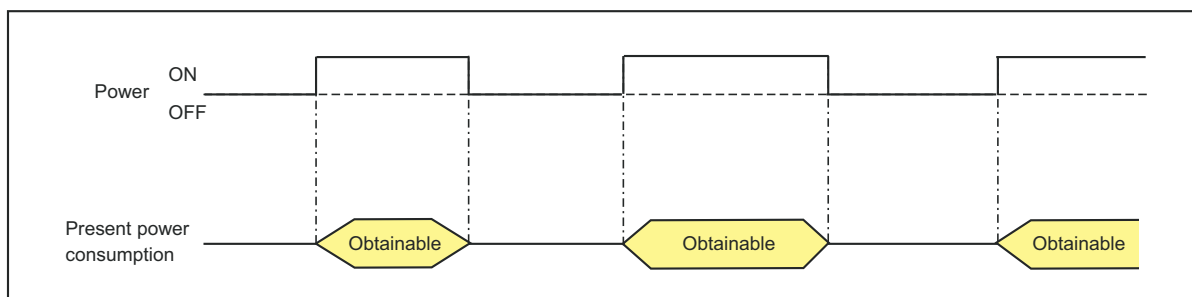 ON
Power
OFF
Present power
consumption
Obtainable
Obtainable
Obtainable